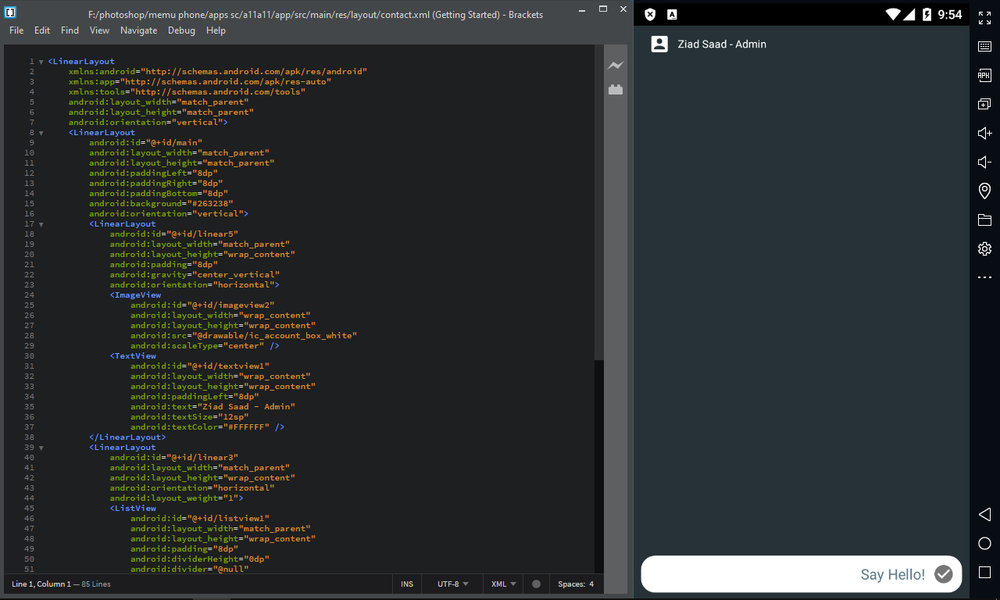 F:/photoshop/memu phone/apps sc/a11a11/app/src/main/res/layout/contact.xml (Getting Started) - Brackets
File Edit Find View Navigate Debug Help
1 <LinearLayout
2 xmlns:android="http://schemas.android.com/apk/res/android"
3 xmlns:app="http://schemas.android.com/apk/res-auto"
4 xmlns:tools="http://schemas.android.com/tools"
5 android:layout_width="match_parent"
6 android:layout_height="match_parent"
7 android:orientation="vertical">
8 <LinearLayout
9 android:id="@+id/main"
10 android:layout_width="match_parent"
11 android:layout_height="match_parent"
12 android:paddingLeft="8dp"
13 android:paddingRight="8dp"
14 android:paddingBottom="8dp"
15 android:background="#263238"
16 android:orientation="vertical">
17 <LinearLayout
18 android:id="@+id/linear5"
19 android:layout_width="match_parent"
20 android:layout_height="wrap_content"
21 android:padding="8dp"
22 android:gravity="center_vertical"
23 android:orientation="horizontal">
24 <ImageView
25 android:id="@+id/imageview2"
26 android:layout_width="wrap_content"
27 android:layout_height="wrap_content"
28 android:src="@drawable/ic_account_box_white"
29 android:scaleType="center" />
30 <TextView
31 android:id="@+id/textview1"
32 android:layout_width="wrap_content"
33 android:layout_height="wrap_content"
34 android:paddingLeft="8dp"
35 android:text="Ziad Saad - Admin"
36 android:textSize="12sp"
37 android:textColor="#FFFFFF" />
38 </LinearLayout>
39 <LinearLayout
40 android:id="@+id/linear3"
41 android:layout_width="match_parent"
42 android:layout_height="wrap_content"
43 android:orientation="horizontal"
44 android:layout_weight="1">
45 <ListView
46 android:id="@+id/listview1"
47 android:layout_width="match_parent"
48 android:layout_height="wrap_content"
49 android:padding="8dp"
50 android:dividerHeight="0dp"
51 android:divider="@null"
Line 1, Column 1 — 85 Lines INS UTF-8 XML Spaces: 4
A 9:54
Ziad Saad - Admin
APK
Say Hello!